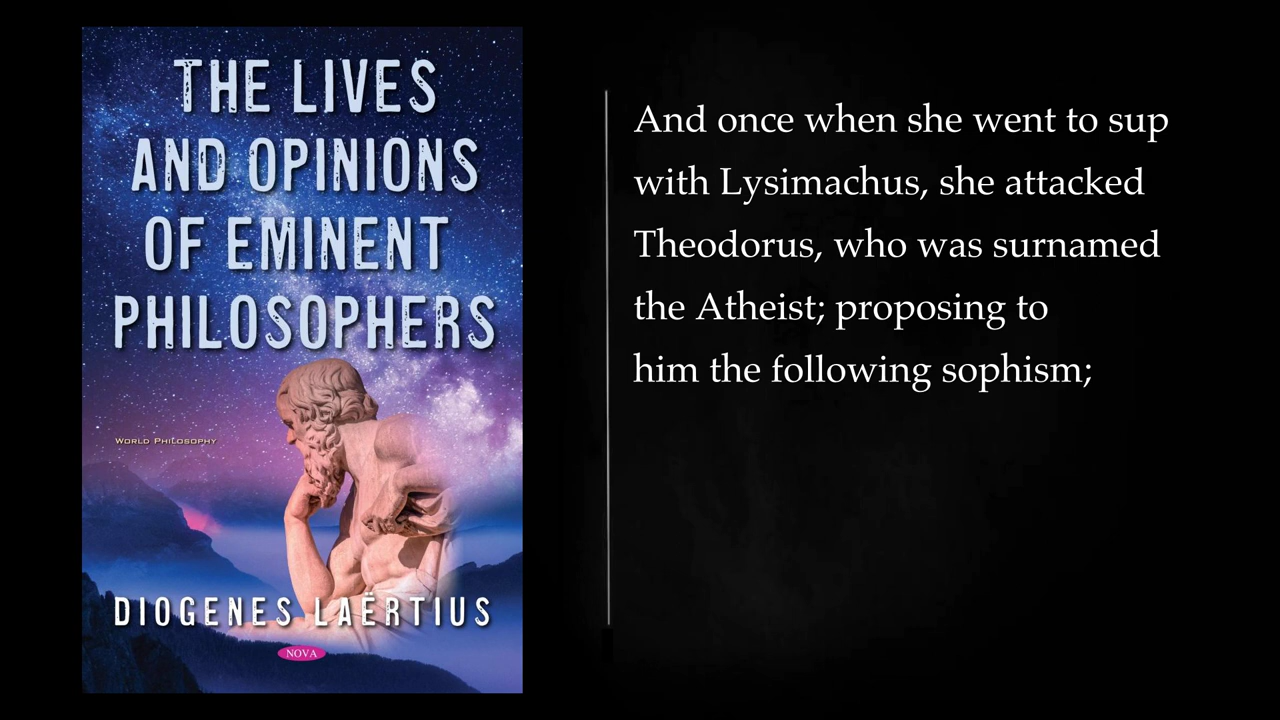 THE LIVES
AND OPINIONS
OF EMINENT
PHILOSOPHERS
WORLD PHILOSOPHY
DIOGENES LAËRTIUS
NOVA
And once when she went to sup
with Lysimachus, she attacked
Theodorus, who was surnamed
the Atheist; proposing to
him the following sophism;